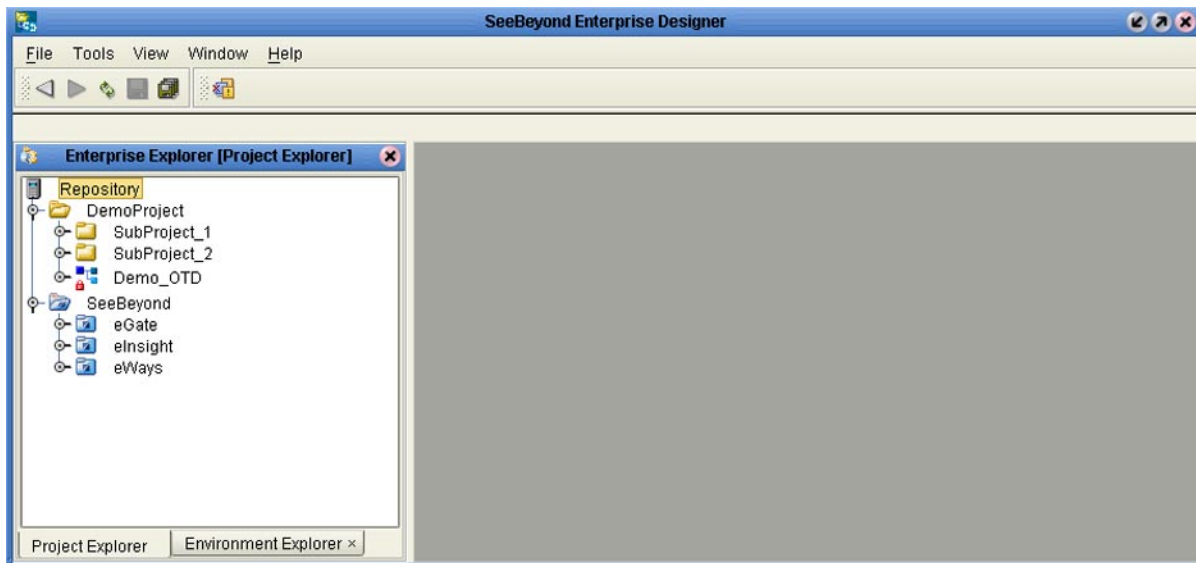 SeeBeyond Enterprise Designer
File Tools View Window Help
Enterprise Explorer [Project Explorer]
Repository
DemoProject
SubProject_1
SubProject_2
Demo_OTD
SeeBeyond
eGate
eInsight
eWays
Project Explorer Environment Explorer ×